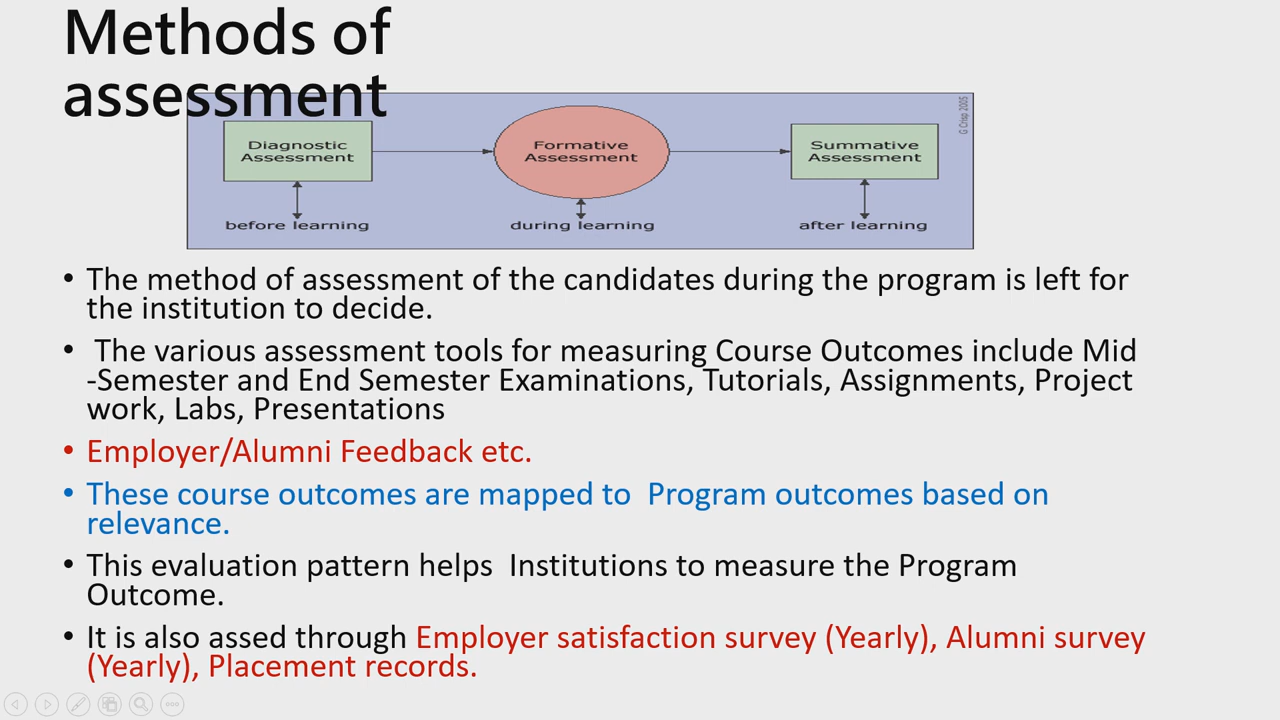 Methods of
assessment
G Crisp 2005
Diagnostic
Assessment
Formative
Assessment
Summative
Assessment
before learning
during learning
after learning
• The method of assessment of the candidates during the program is left for
the institution to decide.
• The various assessment tools for measuring Course Outcomes include Mid
-Semester and End Semester Examinations, Tutorials, Assignments, Project
work, Labs, Presentations
• Employer/Alumni Feedback etc.
• These course outcomes are mapped to  Program outcomes based on
relevance.
• This evaluation pattern helps  Institutions to measure the Program
Outcome.
• It is also assed through Employer satisfaction survey (Yearly), Alumni survey
(Yearly), Placement records.